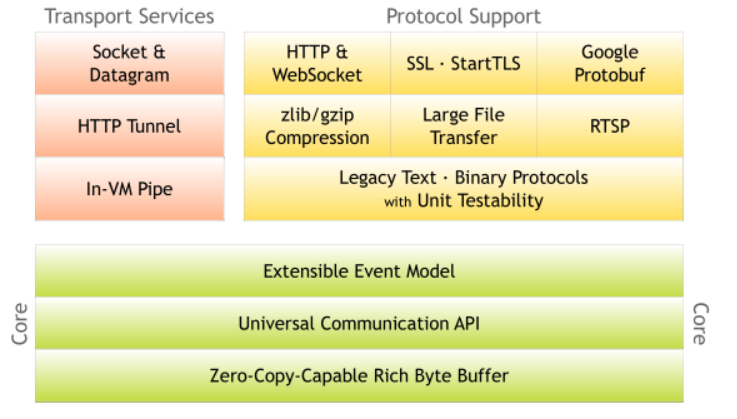 Transport Services
Protocol Support
Socket &
Datagram
HTTP Tunnel
In-VM Pipe
HTTP &
WebSocket
SSL · StartTLS
Google
Protobuf
zlib/gzip
Compression
Large File
Transfer
RTSP
Legacy Text · Binary Protocols
with Unit Testability
Core
Extensible Event Model
Universal Communication API
Zero-Copy-Capable Rich Byte Buffer
Core